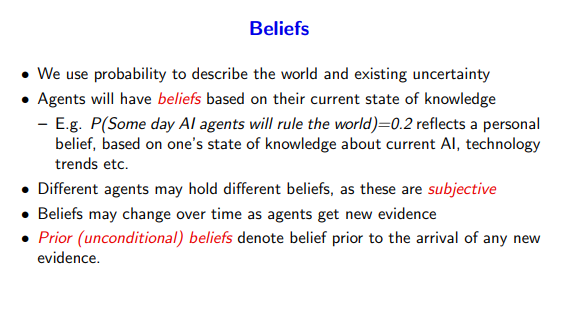 Beliefs
• We use probability to describe the world and existing uncertainty
• Agents will have beliefs based on their current state of knowledge
– E.g. P(Some day AI agents will rule the world)=0.2 reflects a personal
belief, based on one's state of knowledge about current AI, technology
trends etc.
• Different agents may hold different beliefs, as these are subjective
• Beliefs may change over time as agents get new evidence
• Prior (unconditional) beliefs denote belief prior to the arrival of any new
evidence.